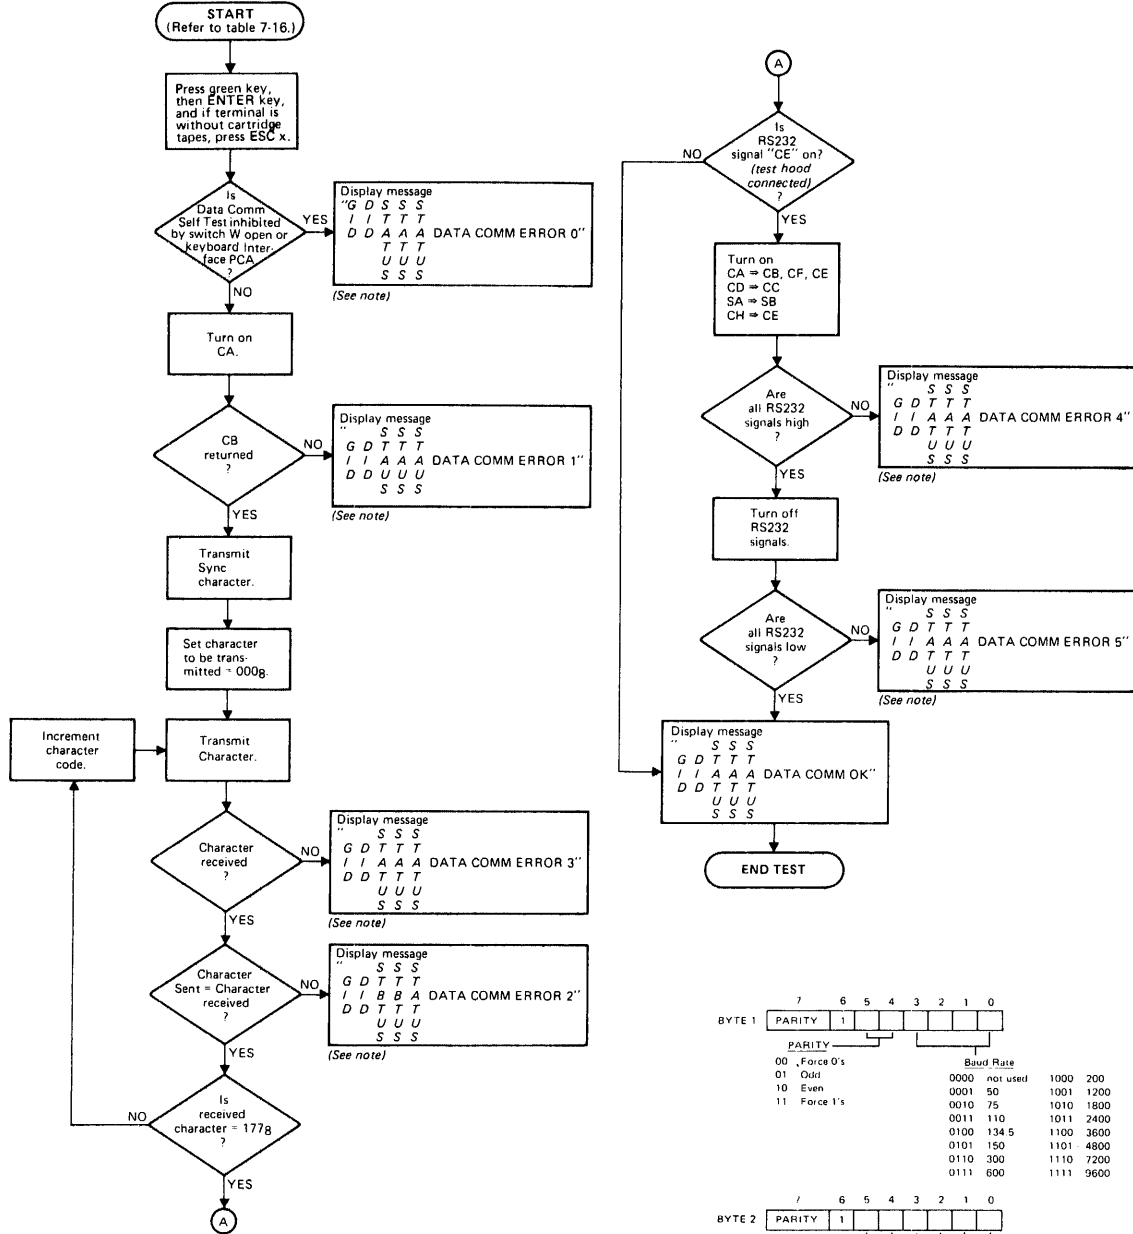 START
(Refer to table 7-16.)
Press green key,
then ENTER key,
and if terminal is
without cartridge
tapes, press ESC x.
Is
Data Comm
Self Test inhibited
by switch W open or
keyboard Inter-
face PCA
?
YES
NO
Display message
"G D S S S
I I T T T
D D A A A DATA COMM ERROR 0"
T T T
U U U
S S S
(See note)
Turn on
CA.
CB
returned
?
NO
YES
Display message
"
S S S
G D T T T
I I A A A DATA COMM ERROR 1"
D D U U U
S S S
(See note)
Transmit
Sync
character.
Set character
to be trans-
mitted = 000₈.
Increment
character
code.
Transmit
Character.
Character
received
?
NO
YES
Display message
"
S S S
G D T T T
I I A A A DATA COMM ERROR 3"
D D T T T
U U U
S S S
(See note)
Character
Sent = Character
received
?
NO
YES
Display message
"
S S S
G D T T T
I I B B A DATA COMM ERROR 2"
D D T T T
U U U
S S S
(See note)
Is
received
character = 177₈
?
NO
YES
A
A
Is
RS232
signal "CE" on?
(test hood
connected)
?
NO
YES
Turn on
CA ⇒ CB, CF, CE
CD ⇒ CC
SA ⇒ SB
CH ⇒ CE
Are
all RS232
signals high
?
NO
YES
Display message
"
S S S
G D T T T
I I A A A DATA COMM ERROR 4"
D D T T T
U U U
S S S
(See note)
Turn off
RS232
signals.
Are
all RS232
signals low
?
NO
YES
Display message
"
S S S
G D T T T
I I A A A DATA COMM ERROR 5"
D D T T T
U U U
S S S
(See note)
Display message
"
S S S
G D T T T
I I A A A DATA COMM OK"
D D T T T
U U U
S S S
END TEST
7 6 5 4 3 2 1 0
BYTE 1 PARITY 1
PARITY
00 Force 0's
01 Odd
10 Even
11 Force 1's
Baud Rate
0000 not used 1000 200
0001 50 1001 1200
0010 75 1010 1800
0011 110 1011 2400
0100 134.5 1100 3600
0101 150 1101 4800
0110 300 1110 7200
0111 600 1111 9600
7 6 5 4 3 2 1 0
BYTE 2 PARITY 1